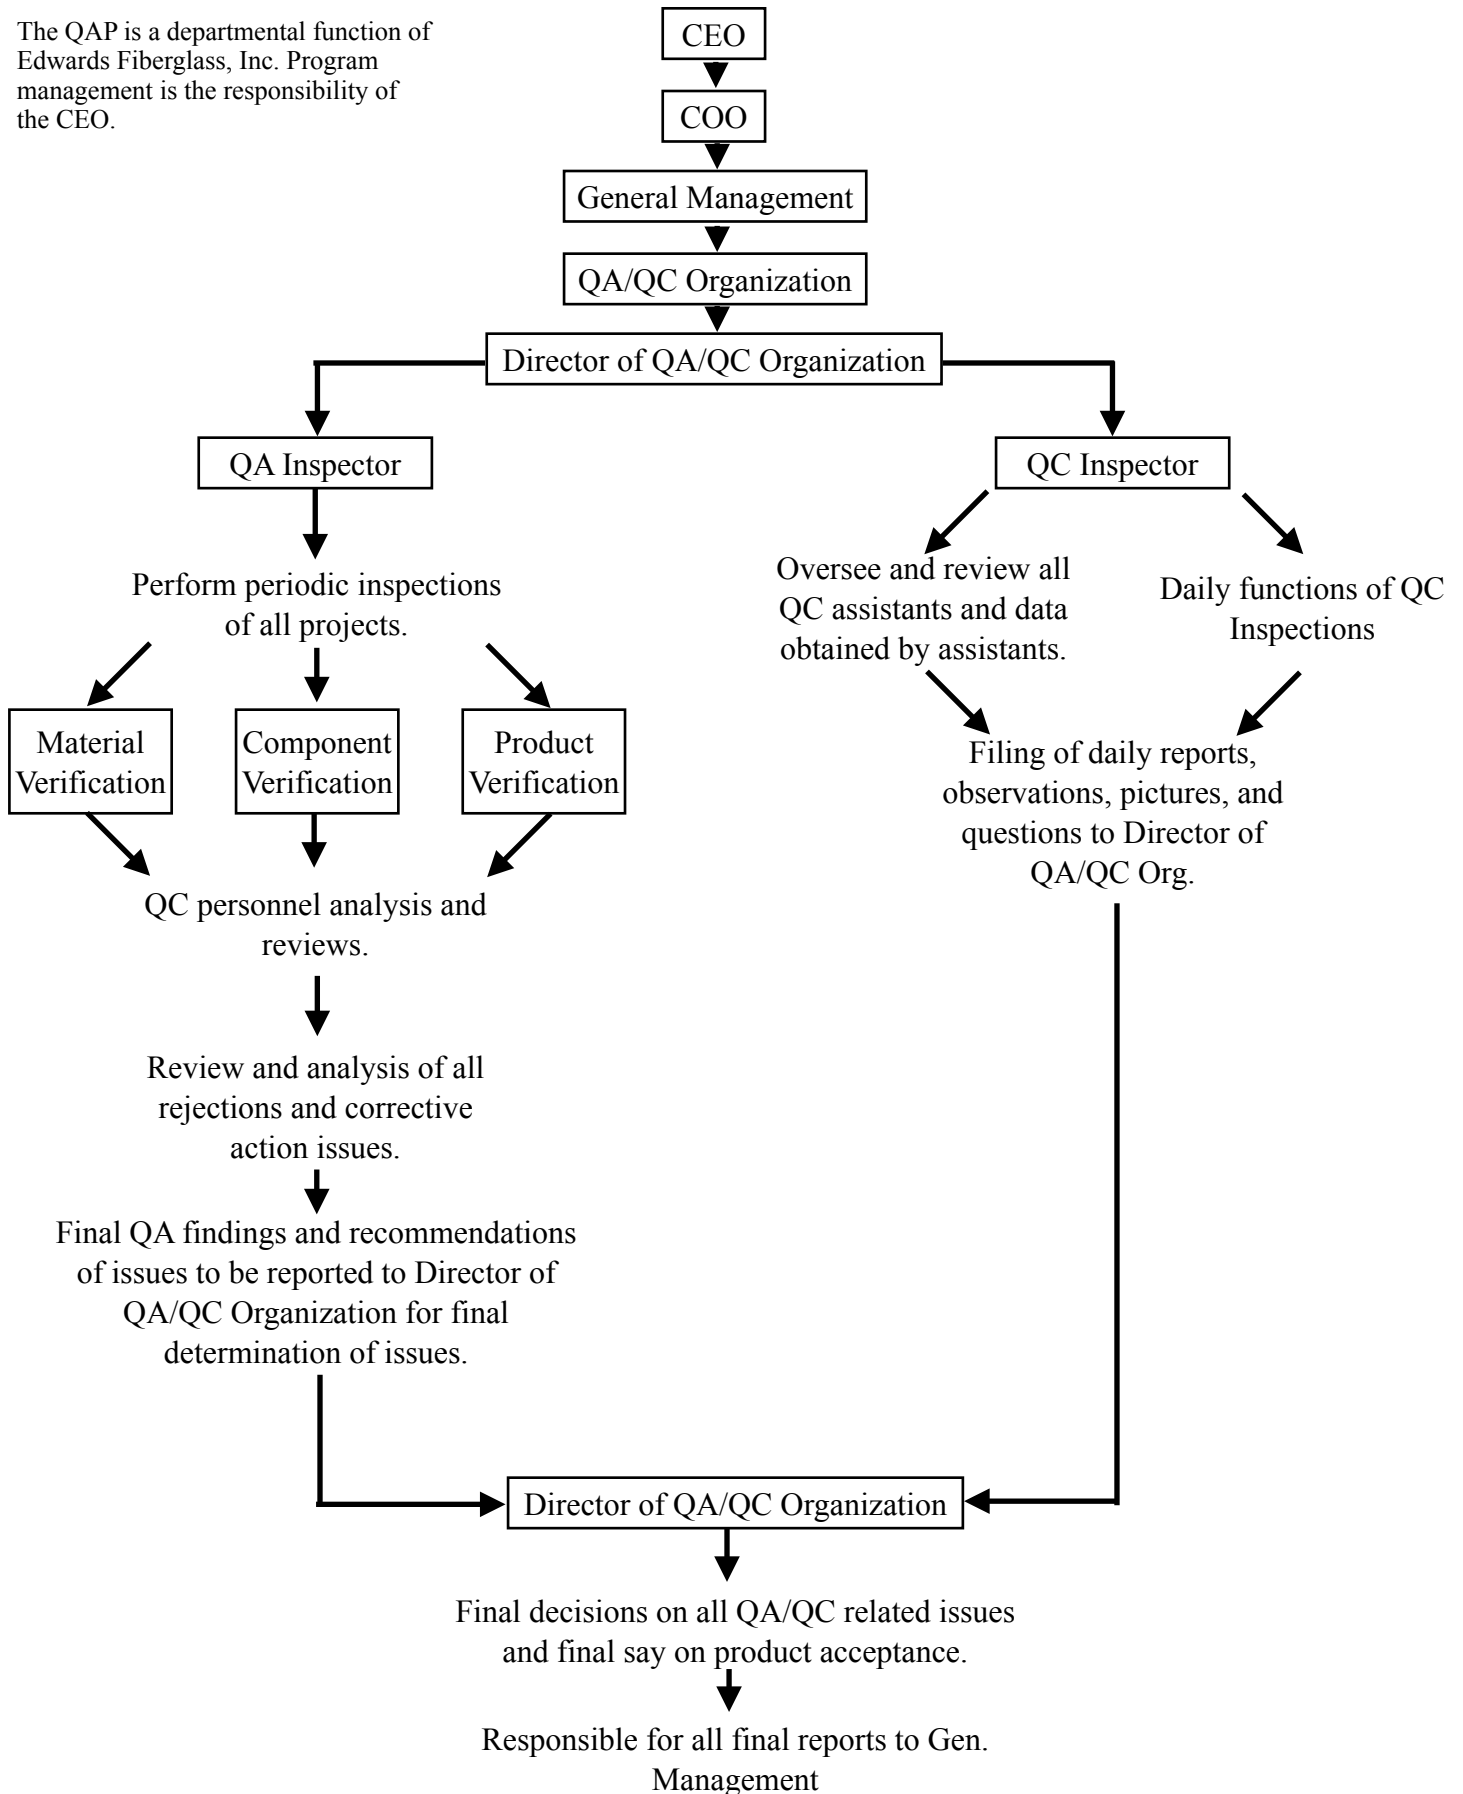 The QAP is a departmental function of
Edwards Fiberglass, Inc. Program
management is the responsibility of
the CEO.
CEO
COO
General Management
QA/QC Organization
Director of QA/QC Organization
QA Inspector
Perform periodic inspections
of all projects.
Material
Verification
Component
Verification
Product
Verification
QC personnel analysis and
reviews.
Review and analysis of all
rejections and corrective
action issues.
Final QA findings and recommendations
of issues to be reported to Director of
QA/QC Organization for final
determination of issues.
QC Inspector
Oversee and review all
QC assistants and data
obtained by assistants.
Daily functions of QC
Inspections
Filing of daily reports,
observations, pictures, and
questions to Director of
QA/QC Org.
Director of QA/QC Organization
Final decisions on all QA/QC related issues
and final say on product acceptance.
Responsible for all final reports to Gen.
Management